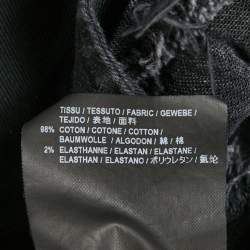 TISSU / TESSUTO / FABRIC / GEWEBE /
TEJIDO / 表地 / 面料
98% COTON / COTONE / COTTON /
BAUMWOLLE / ALGODON / 綿 / 棉
2% ELASTHANNE / ELASTAN / ELASTANE /
ELASTHAN / ELASTANO / ポリウレタン / 氨纶